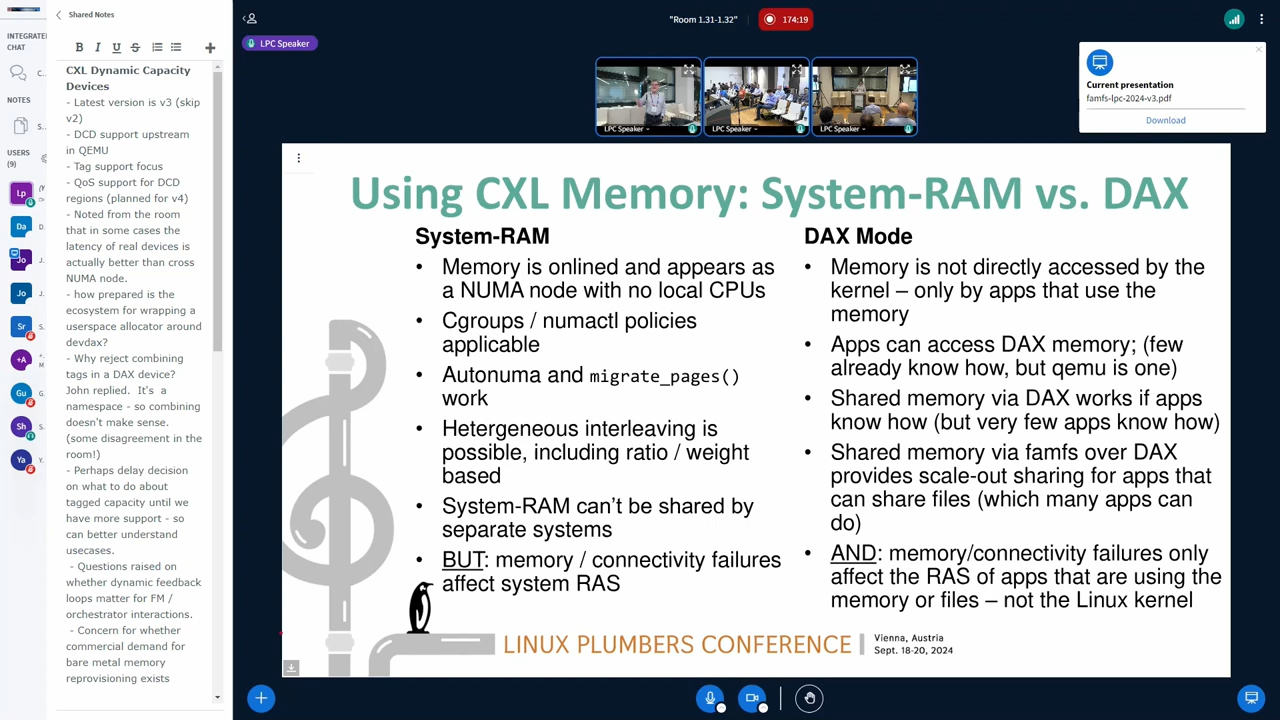 INTEGRATE
CHAT
C...
NOTES
S...
USERS
(9)
Lp
Da
D.
J.
Jo
J.
Sr
S.
+A
Gu
G.
Sh
S.
Ya
Y.
Shared Notes
B I U S
CXL Dynamic Capacity
Devices
- Latest version is v3 (skip
v2)
- DCD support upstream
in QEMU
- Tag support focus
- QoS support for DCD
regions (planned for v4)
- Noted from the room
that in some cases the
latency of real devices is
actually better than cross
NUMA node.
- how prepared is the
ecosystem for wrapping a
userspace allocator around
devdax?
- Why reject combining
tags in a DAX device?
John replied. It's a
namespace - so combining
doesn't make sense.
(some disagreement in the
room!)
- Perhaps delay decision
on what to do about
tagged capacity until we
have more support - so
can better understand
usecases.
- Questions raised on
whether dynamic feedback
loops matter for FM /
orchestrator interactions.
- Concern for whether
commercial demand for
bare metal memory
reprovisioning exists
"Room 1.31-1.32"
174:19
LPC Speaker
LPC Speaker
LPC Speaker
LPC Speaker
Current presentation
famfs-lpc-2024-v3.pdf
Download
Using CXL Memory: System-RAM vs. DAX
System-RAM
• Memory is onlined and appears as
a NUMA node with no local CPUs
• Cgroups / numactl policies
applicable
• Autonuma and migrate_pages()
work
• Hetergeneous interleaving is
possible, including ratio / weight
based
• System-RAM can't be shared by
separate systems
• BUT: memory / connectivity failures
affect system RAS
DAX Mode
• Memory is not directly accessed by the
kernel – only by apps that use the
memory
• Apps can access DAX memory; (few
already know how, but qemu is one)
• Shared memory via DAX works if apps
know how (but very few apps know how)
• Shared memory via famfs over DAX
provides scale-out sharing for apps that
can share files (which many apps can
do)
• AND: memory/connectivity failures only
affect the RAS of apps that are using the
memory or files – not the Linux kernel
LINUX PLUMBERS CONFERENCE
Vienna, Austria
Sept. 18-20, 2024